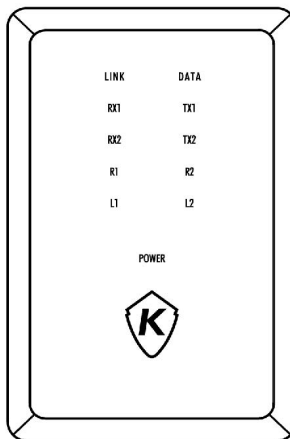 LINK DATA
RX1 TX1
RX2 TX2
R1 R2
L1 L2
POWER
K